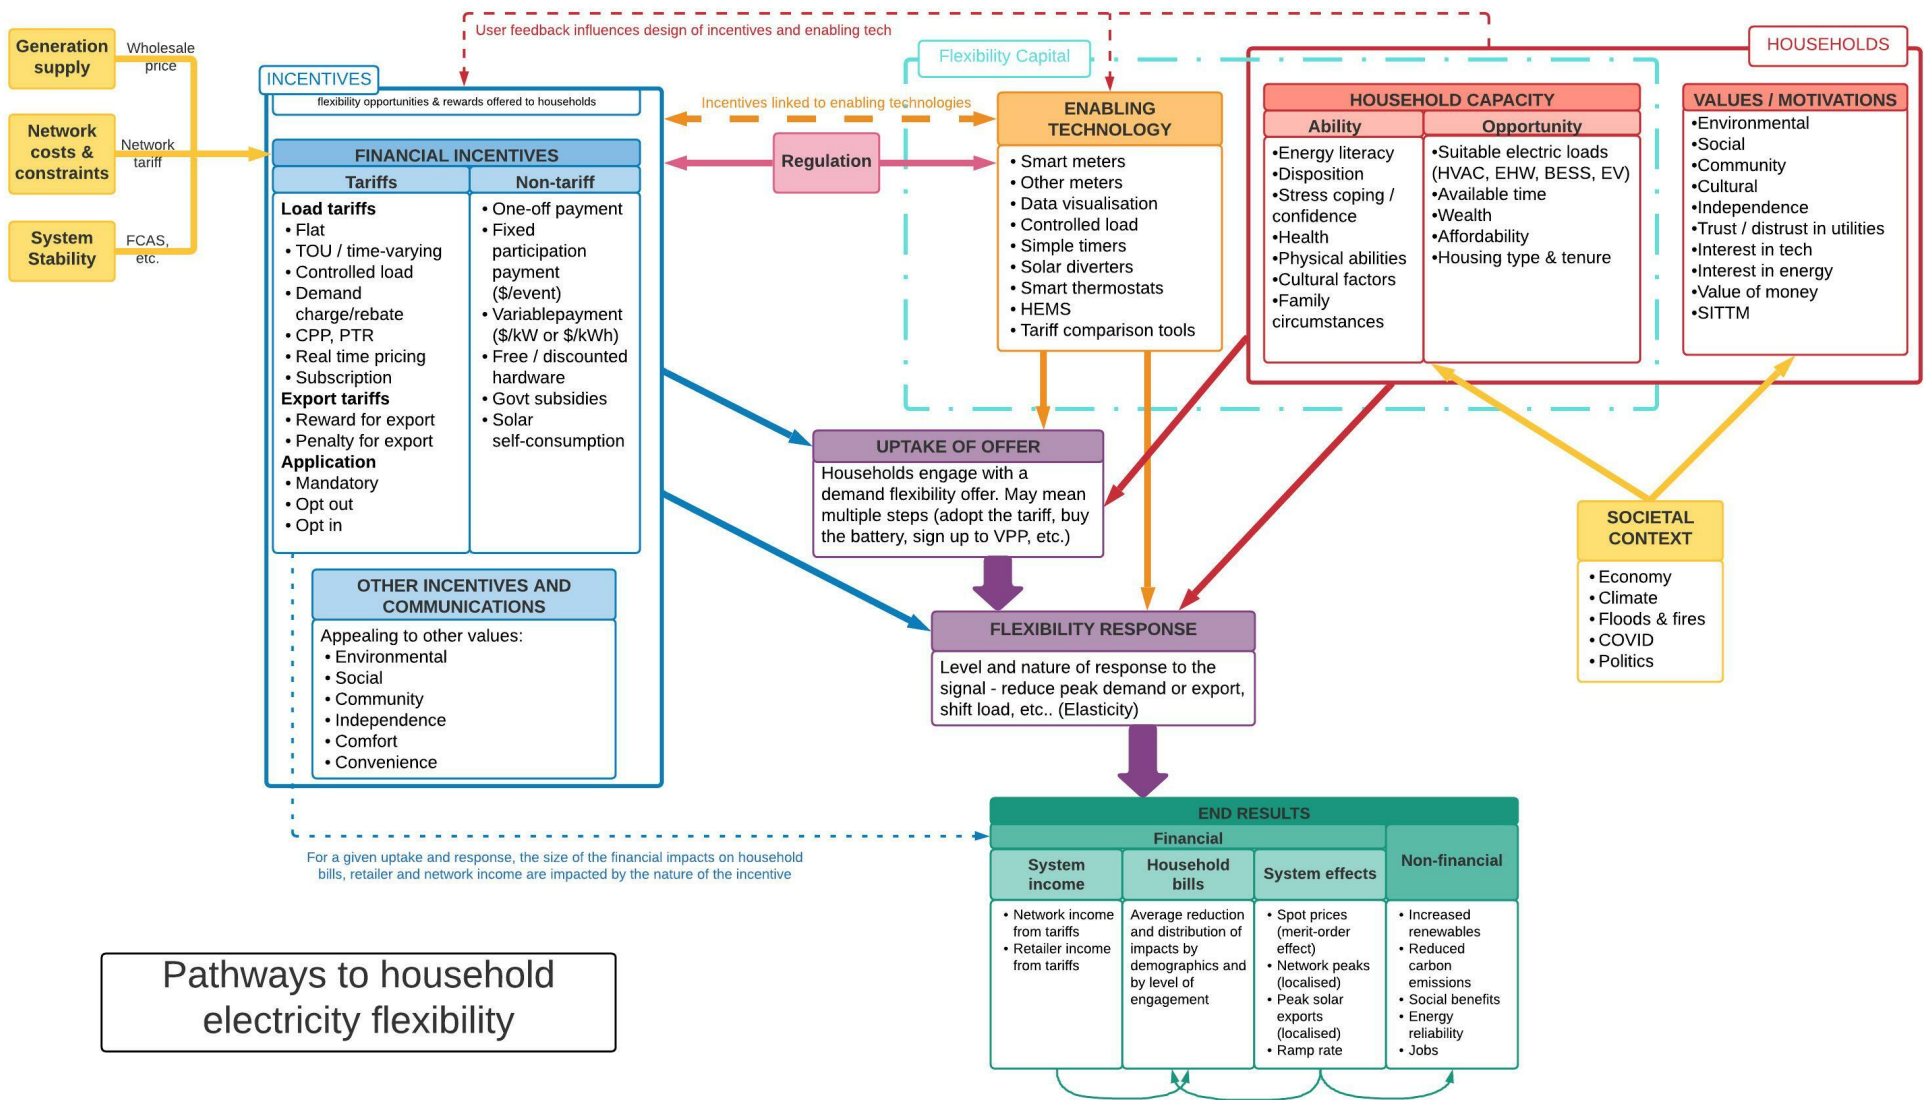 User feedback influences design of incentives and enabling tech
Generation
supply
Wholesale
price
Network
costs &
constraints
Network
tariff
System
Stability
FCAS,
etc.
INCENTIVES
flexibility opportunities & rewards offered to households
FINANCIAL INCENTIVES
Tariffs
Load tariffs
• Flat
• TOU / time-varying
• Controlled load
• Demand
charge/rebate
• CPP, PTR
• Real time pricing
• Subscription
Export tariffs
• Reward for export
• Penalty for export
Application
• Mandatory
• Opt out
• Opt in
Non-tariff
• One-off payment
• Fixed
participation
payment
($/event)
• Variablepayment
($/kW or $/kWh)
• Free / discounted
hardware
• Govt subsidies
• Solar
self-consumption
OTHER INCENTIVES AND
COMMUNICATIONS
Appealing to other values:
• Environmental
• Social
• Community
• Independence
• Comfort
• Convenience
Incentives linked to enabling technologies
Regulation
Flexibility Capital
ENABLING
TECHNOLOGY
• Smart meters
• Other meters
• Data visualisation
• Controlled load
• Simple timers
• Solar diverters
• Smart thermostats
• HEMS
• Tariff comparison tools
HOUSEHOLDS
HOUSEHOLD CAPACITY
Ability
•Energy literacy
•Disposition
•Stress coping /
confidence
•Health
•Physical abilities
•Cultural factors
•Family
circumstances
Opportunity
•Suitable electric loads
(HVAC, EHW, BESS, EV)
•Available time
•Wealth
•Affordability
•Housing type & tenure
VALUES / MOTIVATIONS
•Environmental
•Social
•Community
•Cultural
•Independence
•Trust / distrust in utilities
•Interest in tech
•Interest in energy
•Value of money
•SITTM
UPTAKE OF OFFER
Households engage with a
demand flexibility offer. May mean
multiple steps (adopt the tariff, buy
the battery, sign up to VPP, etc.)
SOCIETAL
CONTEXT
• Economy
• Climate
• Floods & fires
• COVID
• Politics
FLEXIBILITY RESPONSE
Level and nature of response to the
signal - reduce peak demand or export,
shift load, etc.. (Elasticity)
For a given uptake and response, the size of the financial impacts on household
bills, retailer and network income are impacted by the nature of the incentive
END RESULTS
Financial
System
income
• Network income
from tariffs
• Retailer income
from tariffs
Household
bills
Average reduction
and distribution of
impacts by
demographics and
by level of
engagement
System effects
• Spot prices
(merit-order
effect)
• Network peaks
(localised)
• Peak solar
exports
(localised)
• Ramp rate
Non-financial
• Increased
renewables
• Reduced
carbon
emissions
• Social benefits
• Energy
reliability
• Jobs
Pathways to household
electricity flexibility